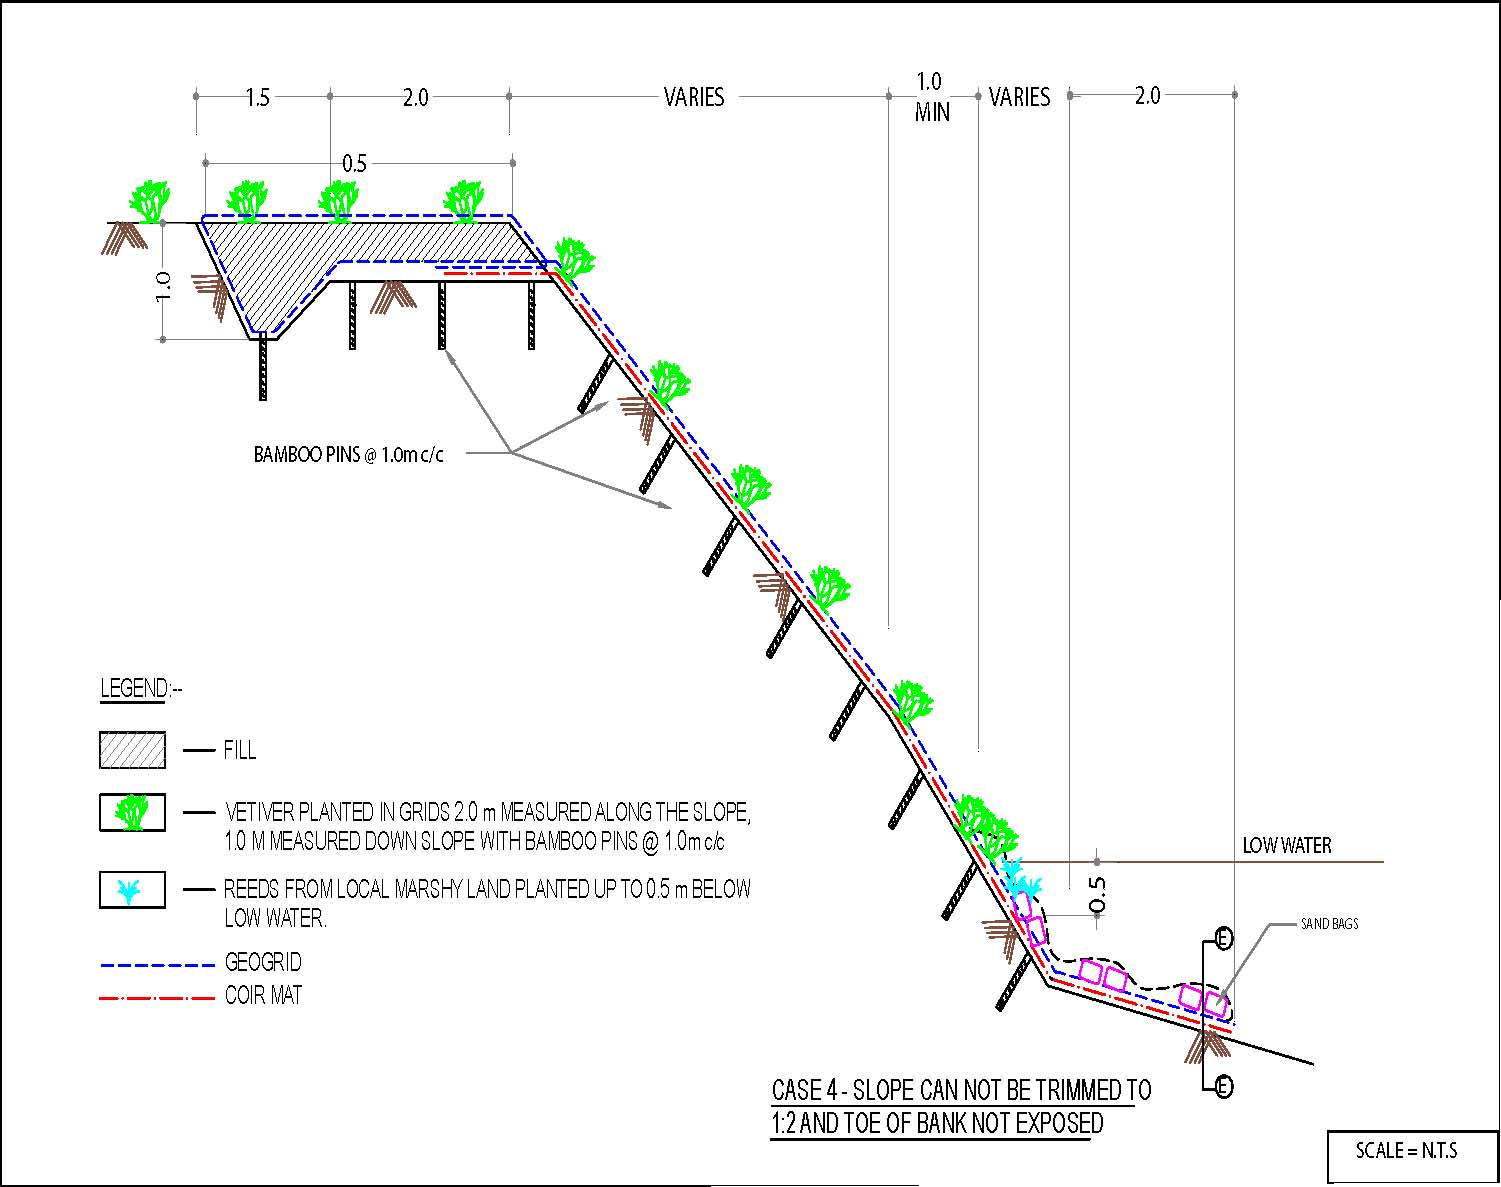 1.5
2.0
VARIES
1.0
MIN
VARIES
2.0
0.5
1.0
BAMBOO PINS @ 1.0m c/c
LEGEND:--
FILL
VETIVER PLANTED IN GRIDS 2.0 m MEASURED ALONG THE SLOPE,
1.0 M MEASURED DOWN SLOPE WITH BAMBOO PINS @ 1.0m c/c
REEDS FROM LOCAL MARSHY LAND PLANTED UP TO 0.5 m BELOW
LOW WATER.
GEOGRID
COIR MAT
LOW WATER
0.5
E
SAND BAGS
E
CASE 4 - SLOPE CAN NOT BE TRIMMED TO
1:2 AND TOE OF BANK NOT EXPOSED
SCALE = N.T.S